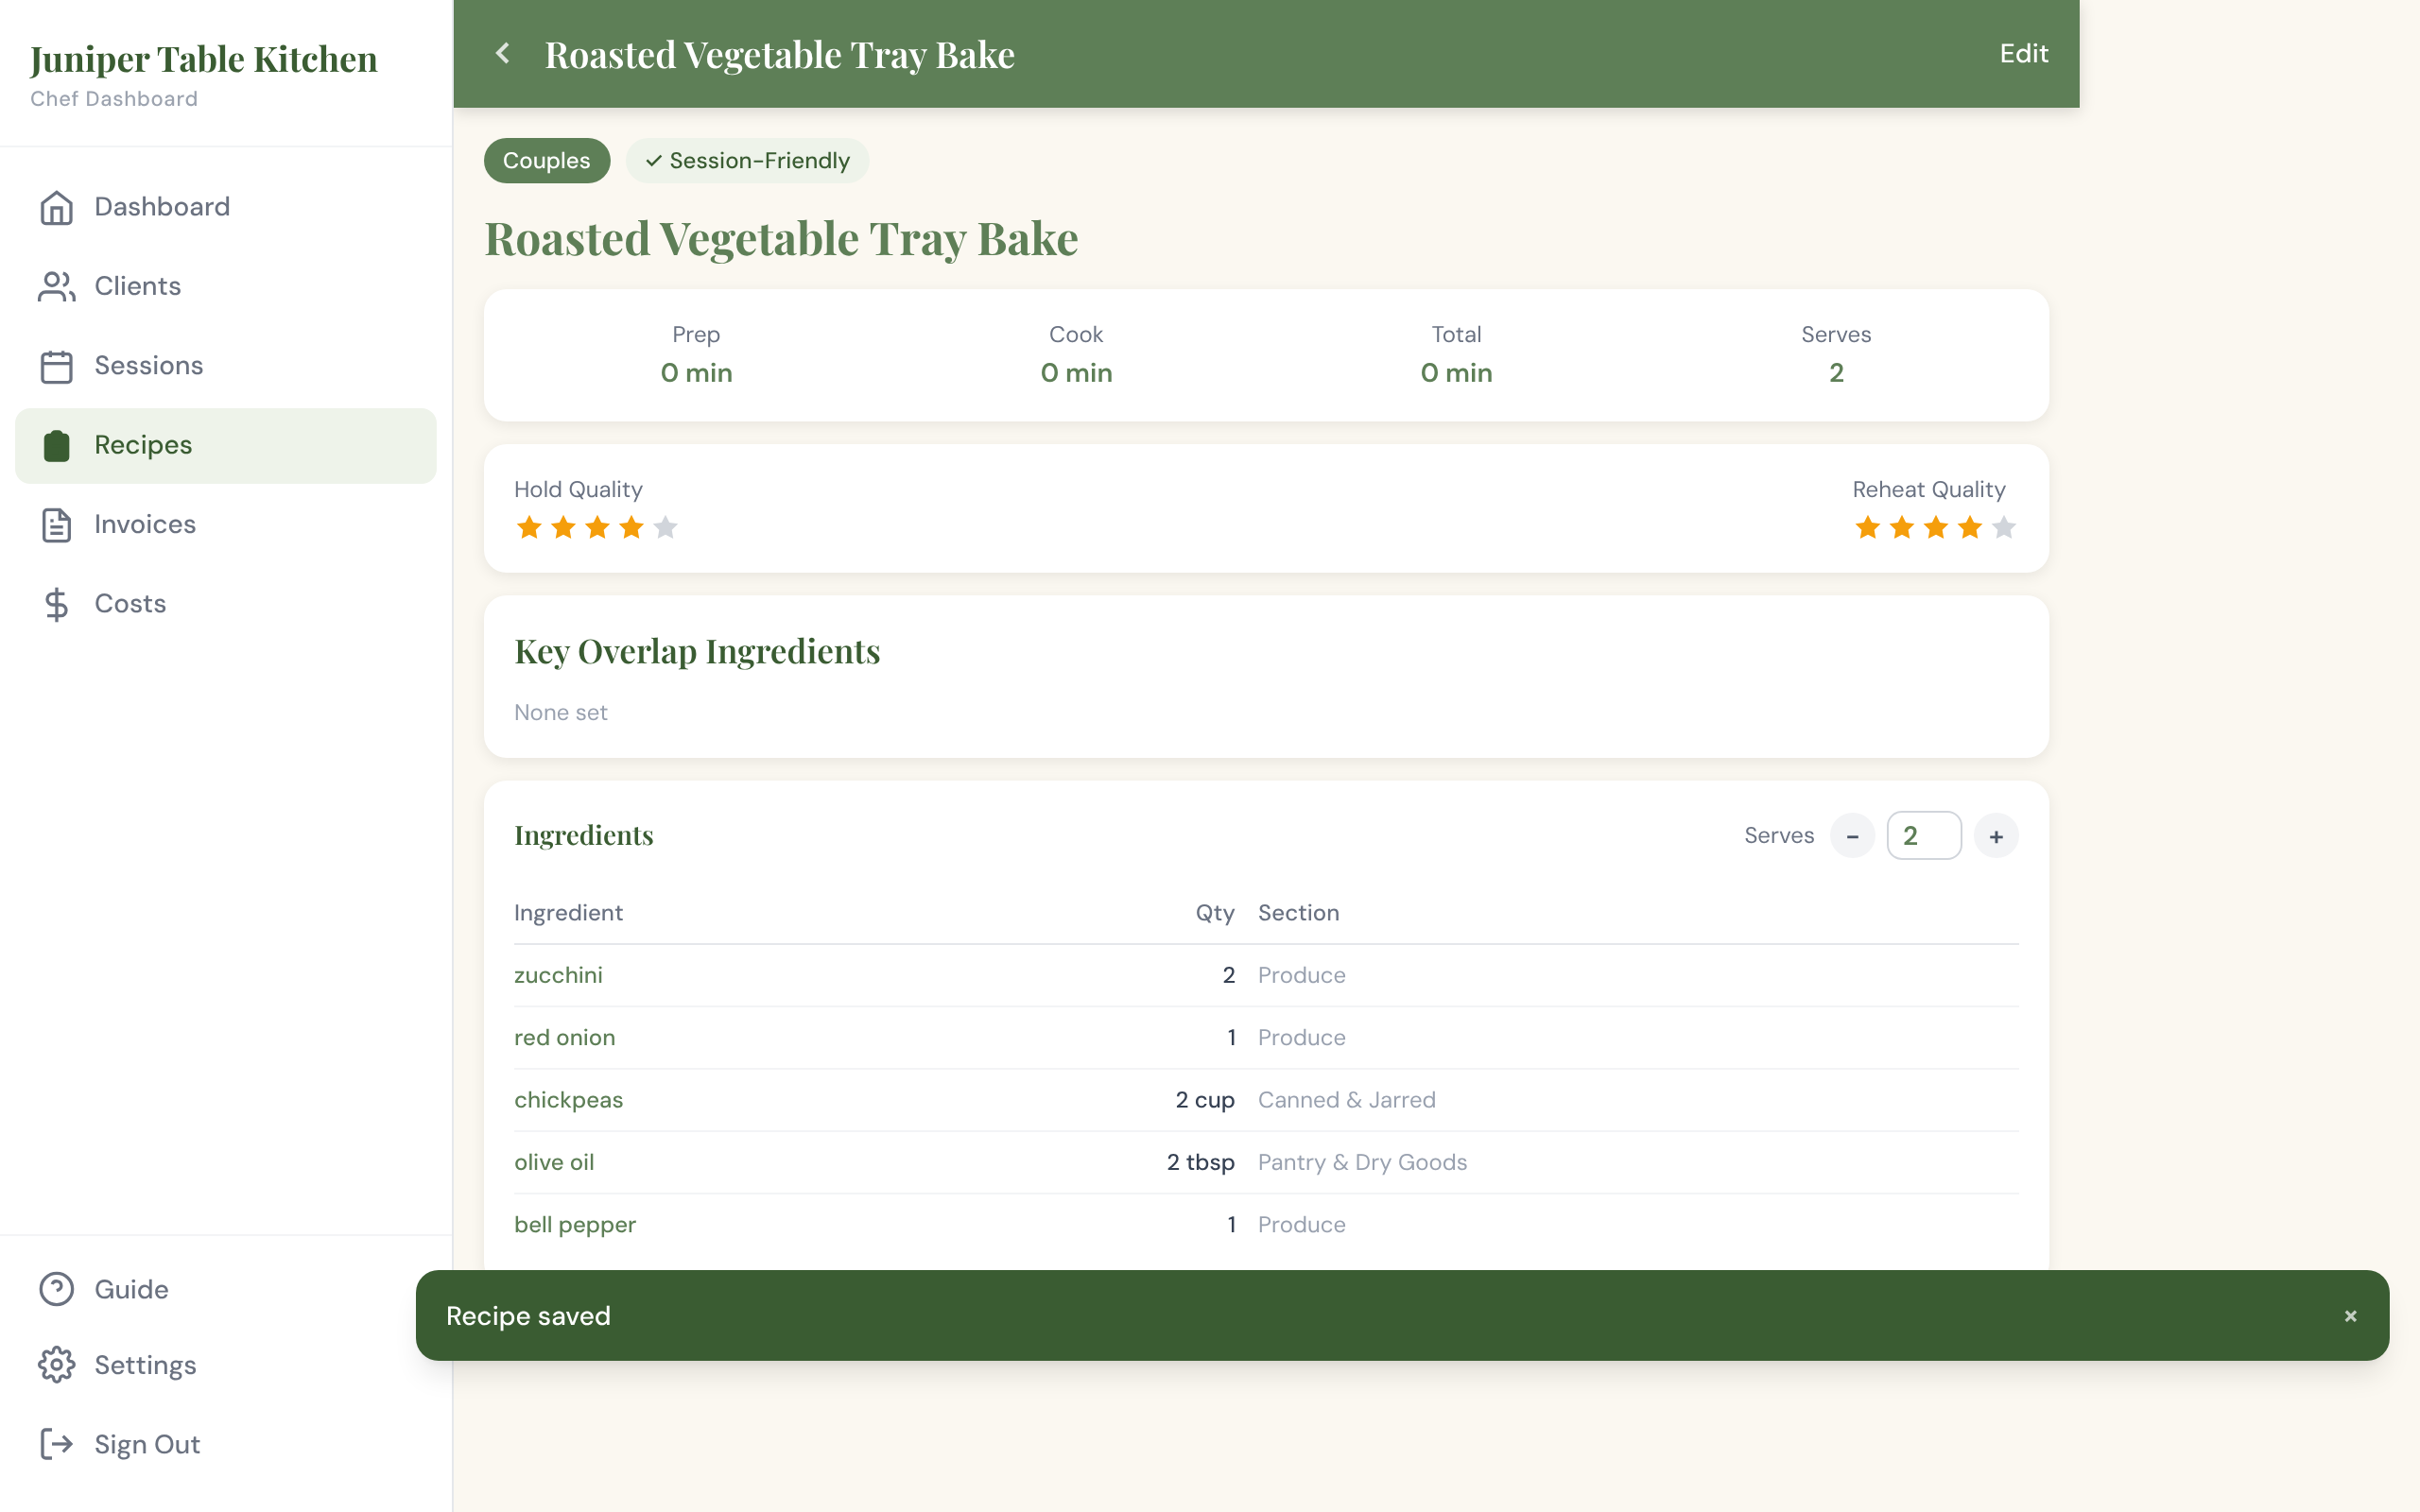 Juniper Table Kitchen
Chef Dashboard
Dashboard
Clients
Sessions
Recipes
Invoices
Costs
Guide
Settings
Sign Out
Roasted Vegetable Tray Bake
Edit
Couples
✓ Session-Friendly
Roasted Vegetable Tray Bake
Prep Cook Total Serves
0 min 0 min 0 min 2
Hold Quality Reheat Quality
Key Overlap Ingredients
None set
Ingredients Serves − 2 +
Ingredient Qty Section
zucchini 2 Produce
red onion 1 Produce
chickpeas 2 cup Canned & Jarred
olive oil 2 tbsp Pantry & Dry Goods
bell pepper 1 Produce
Recipe saved ×